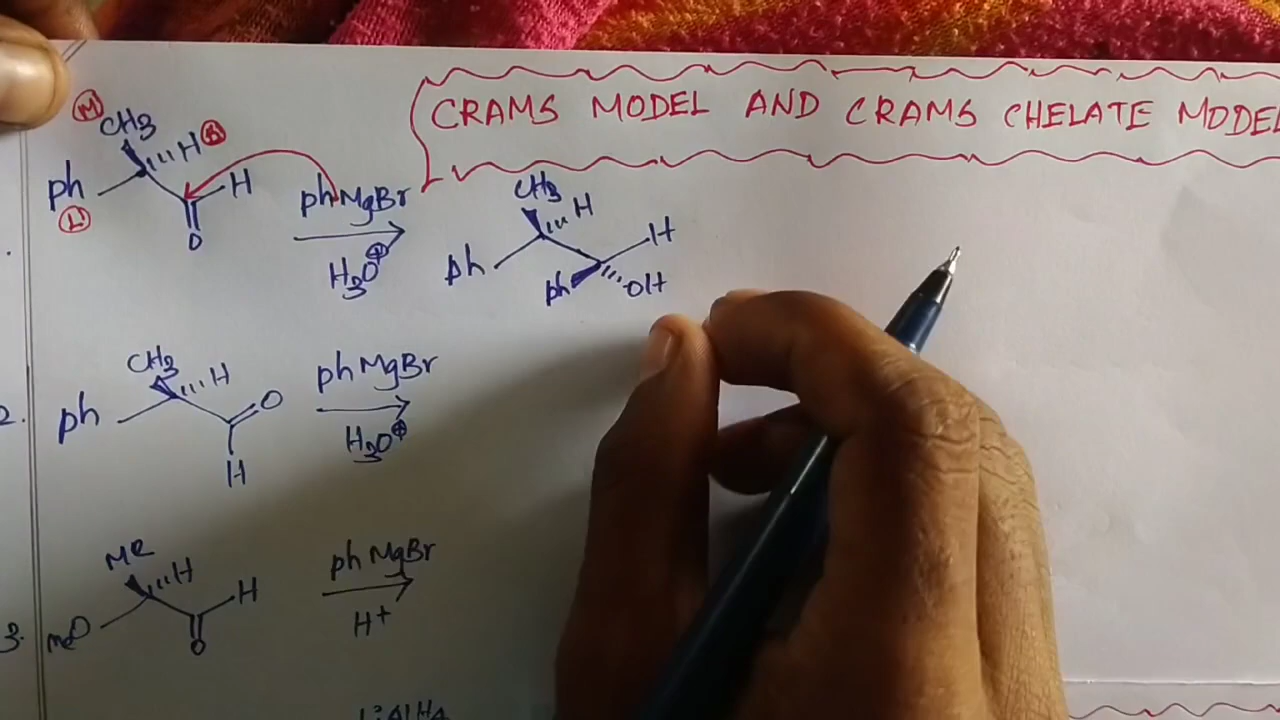 CRAMS MODEL AND CRAMS CHELATE MODEL
M
CH3
H
L
ph
H
O
phMgBr
H3O⊕
CH3
H
ph
H
ph
OH
2.
CH3
H
ph
O
H
phMgBr
H3O⊕
3.
Me
H
meO
H
O
phMgBr
H+
LiAlH4